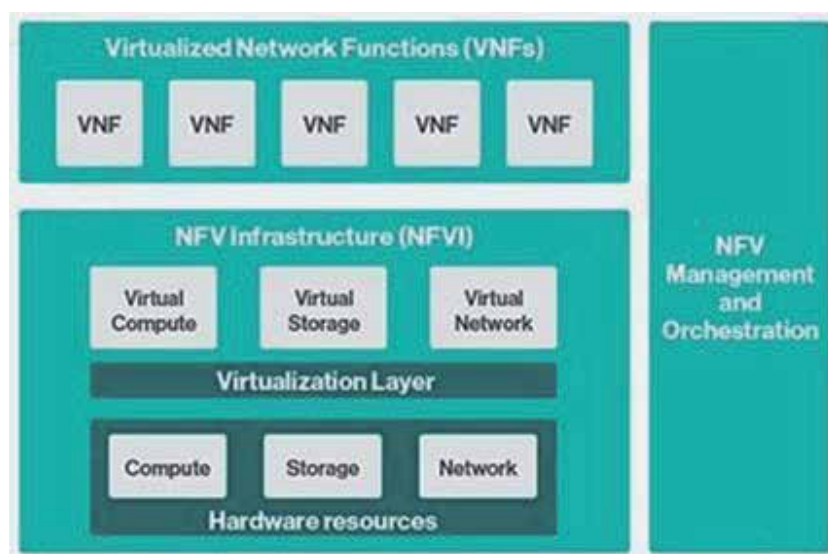 Virtualized Network Functions (VNFs)
VNF
VNF
VNF
VNF
VNF
NFV Infrastructure (NFVI)
Virtual
Compute
Virtual
Storage
Virtual
Network
Virtualization Layer
Compute
Storage
Network
Hardware resources
NFV
Management
and
Orchestration